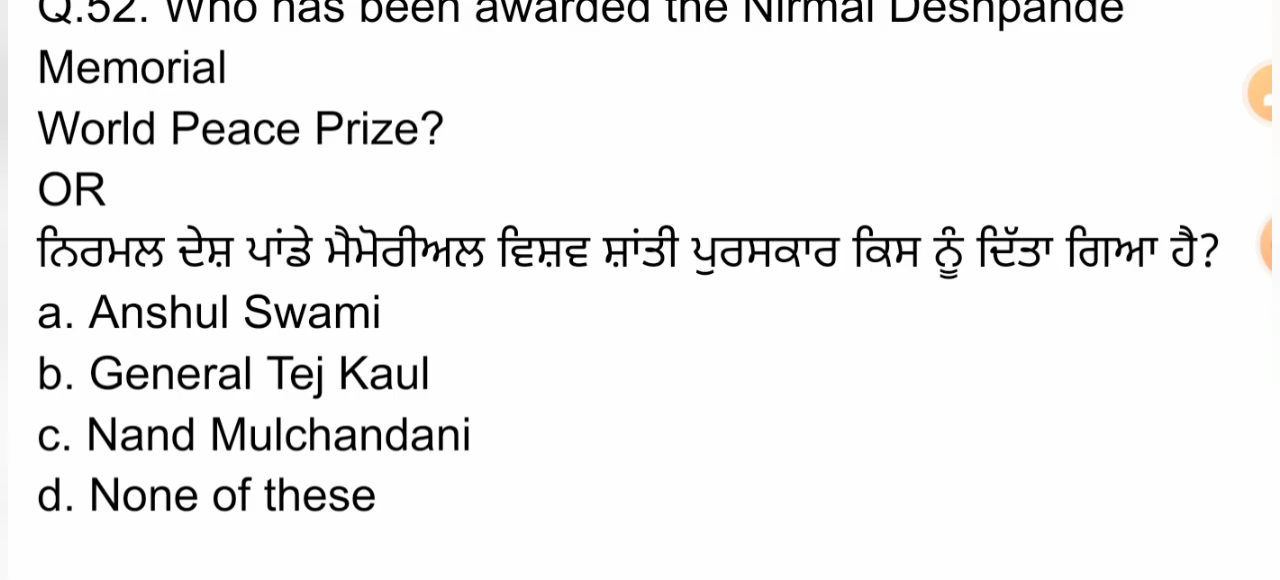 Q.52. Who has been awarded the Nirmal Deshpande
Memorial
World Peace Prize?
OR
ਨਿਰਮਲ ਦੇਸ਼ ਪਾਂਡੇ ਮੈਮੋਰੀਅਲ ਵਿਸ਼ਵ ਸ਼ਾਂਤੀ ਪੁਰਸਕਾਰ ਕਿਸ ਨੂੰ ਦਿੱਤਾ ਗਿਆ ਹੈ?
a. Anshul Swami
b. General Tej Kaul
c. Nand Mulchandani
d. None of these